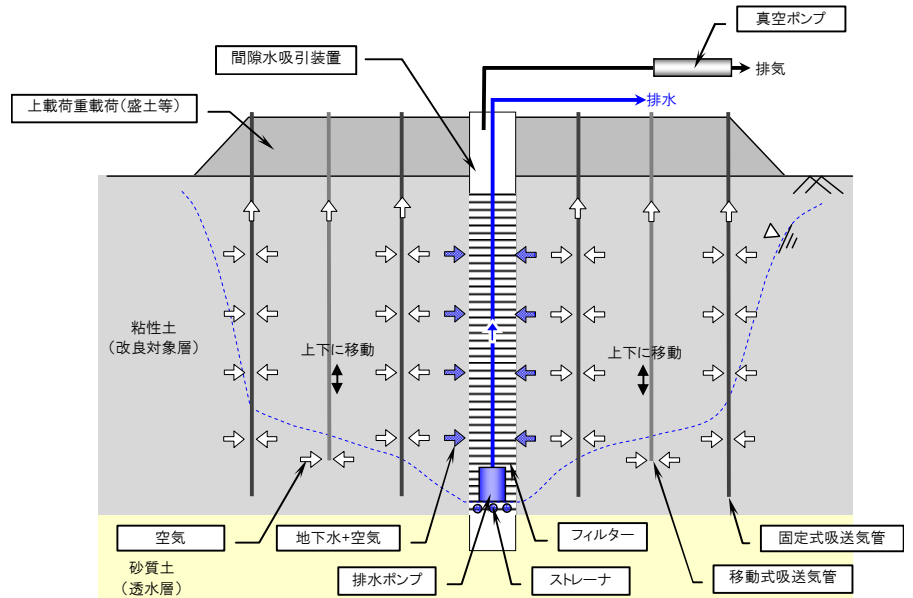 真空ポンプ
間隙水吸引装置
排気
上載荷重載荷(盛土等)
排水
粘性土
(改良対象層)
上下に移動
上下に移動
空気
地下水+空気
フィルター
固定式吸送気管
砂質土
(透水層)
排水ポンプ
ストレーナ
移動式吸送気管